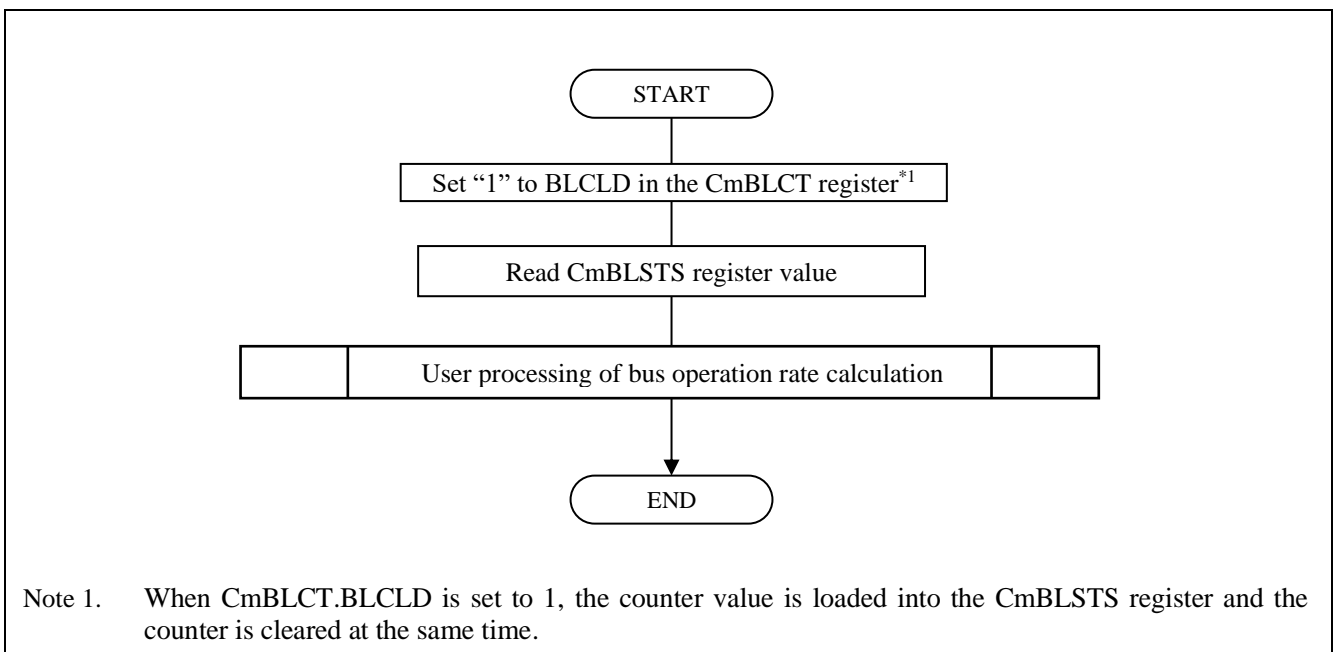 START
Set “1” to BLCLD in the CmBLCT register*1
Read CmBLSTS register value
User processing of bus operation rate calculation
END
Note 1. When CmBLCT.BLCLD is set to 1, the counter value is loaded into the CmBLSTS register and the
counter is cleared at the same time.